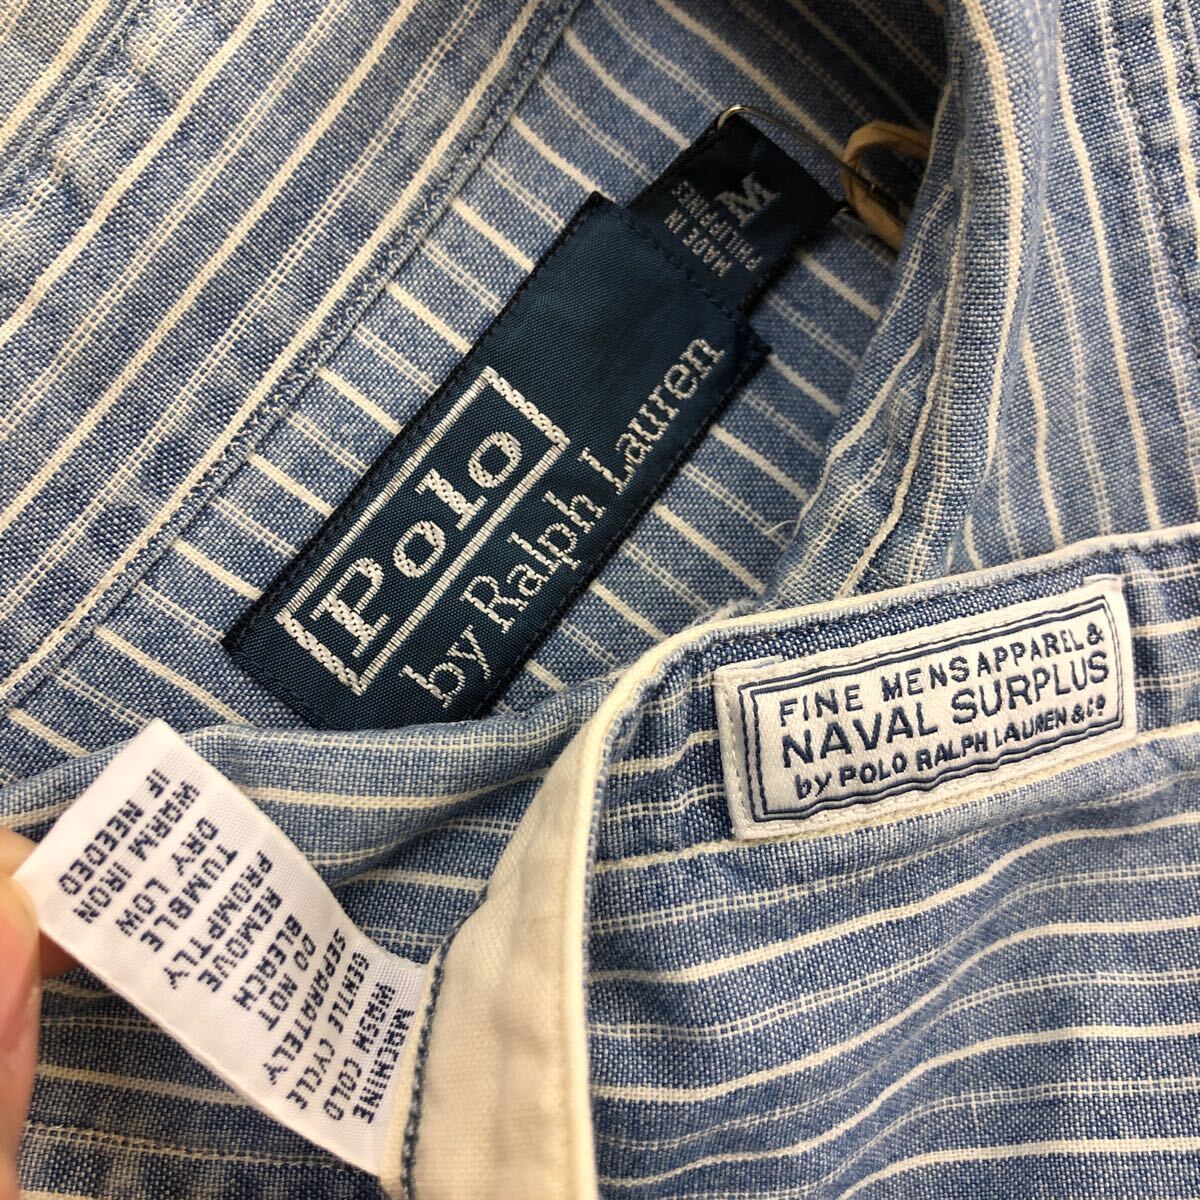 M
MADE IN
PHILIPPINES
Polo
by Ralph Lauren
FINE MENS APPAREL &
NAVAL SURPLUS
by POLO RALPH LAUREN & Co
MACHINE
WASH COLD
GENTLE CYCLE
SEPARATELY
DO NOT
BLEACH
REMOVE
PROMPTLY
TUMBLE
DRY LOW
WARM IRON
IF NEEDED